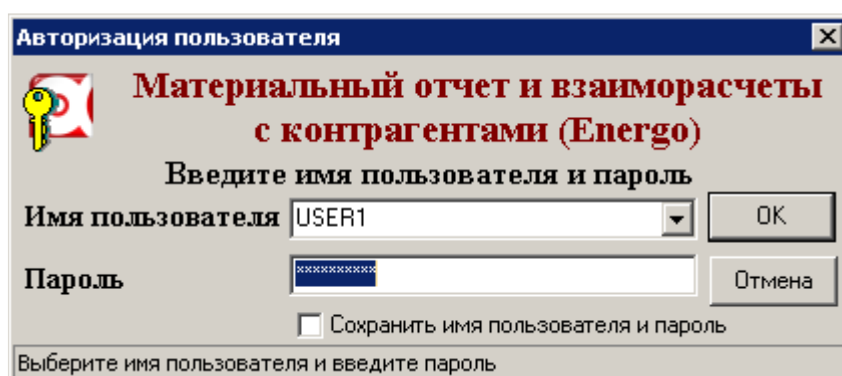 Авторизация пользователя
Материальный отчет и взаиморасчеты
с контрагентами (Energo)
Введите имя пользователя и пароль
Имя пользователя USER1 OK
Пароль ********** Отмена
Сохранить имя пользователя и пароль
Выберите имя пользователя и введите пароль